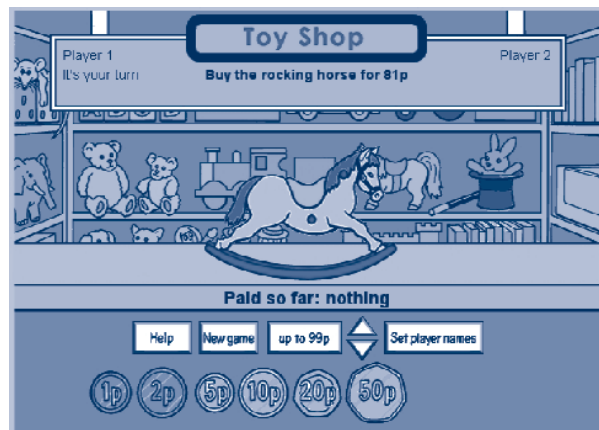 Toy Shop
Player 1
Player 2
It's your turn
Buy the rocking horse for 81p
A B C D
Paid so far: nothing
Help
New game
up to 99p
Set player names
1p 2p 5p 10p 20p 50p